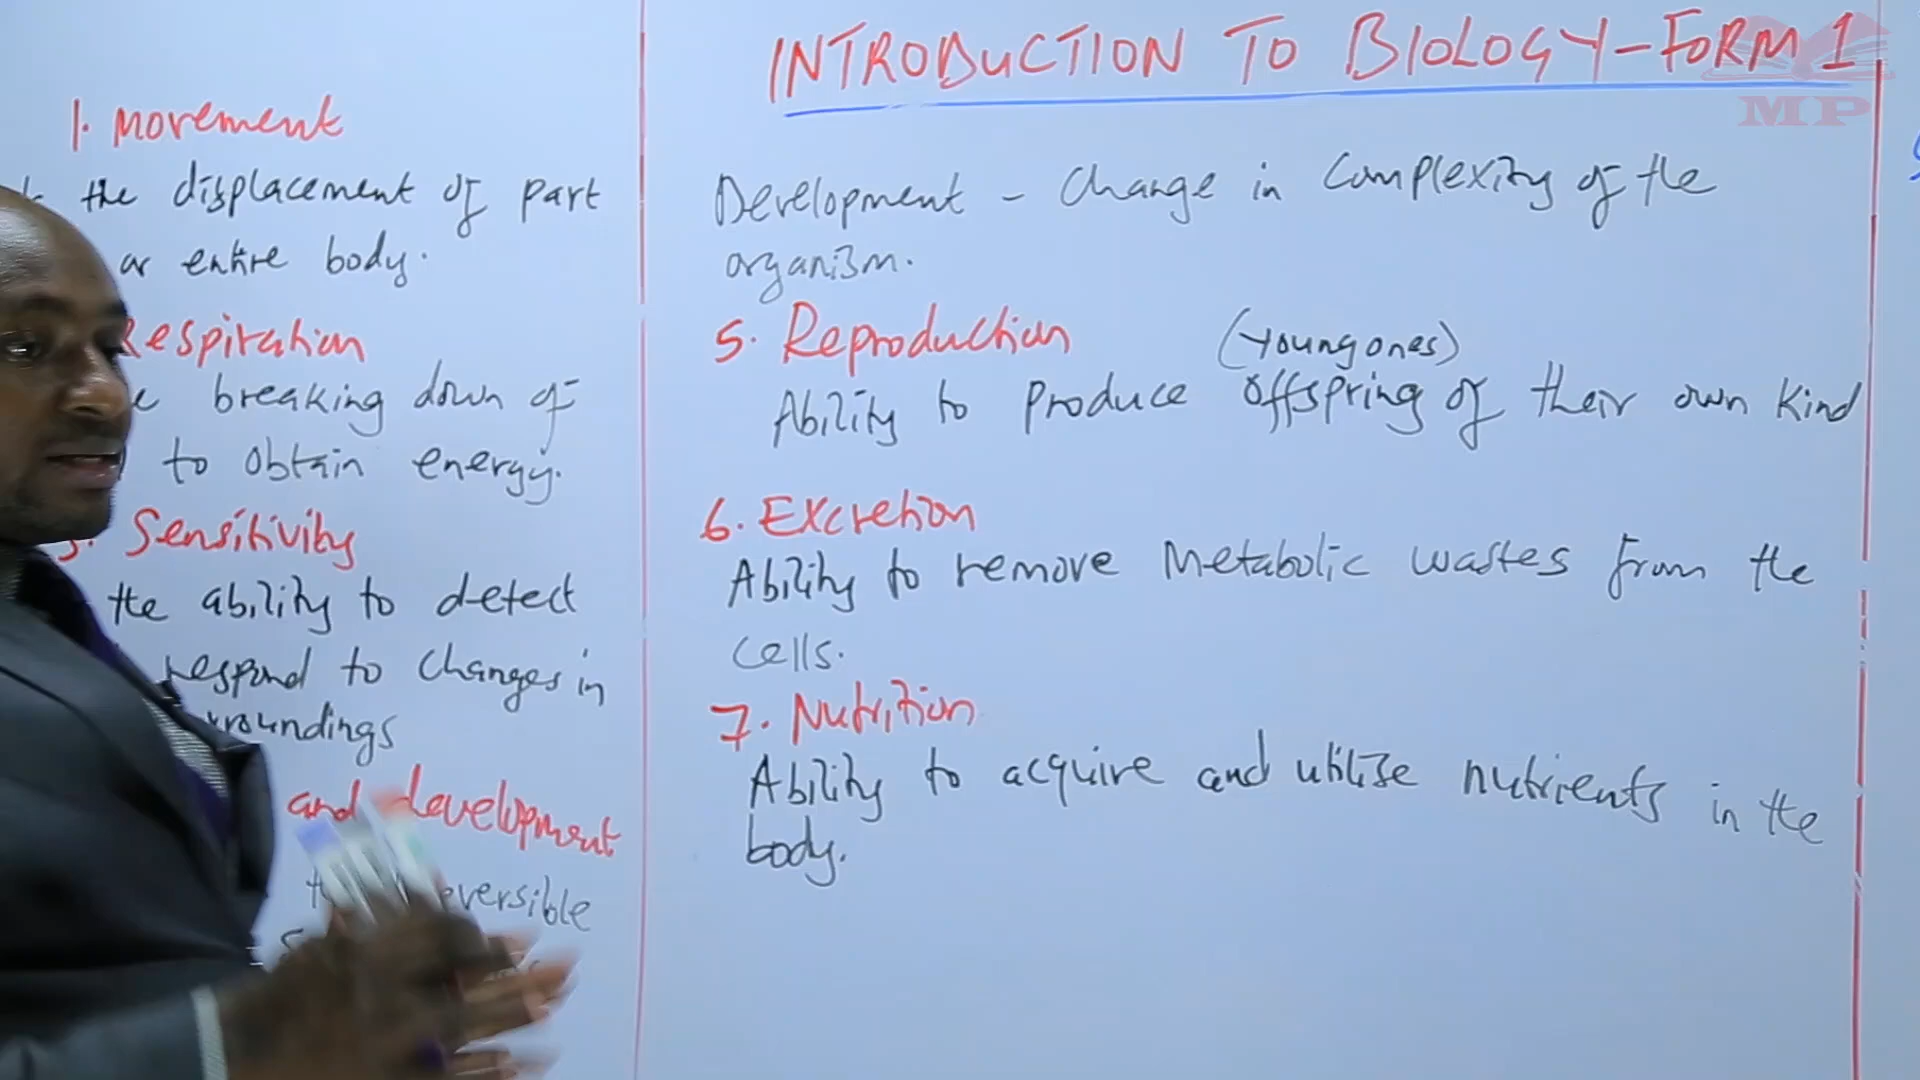 INTRODUCTION TO BIOLOGY-FORM 1
MP
1. Movement
the displacement of part
or entire body.
Respiration
breaking down of
to obtain energy.
Sensitivity
the ability to detect
respond to changes in
and development
Development - Change in Complexity of the
organism.
5. Reproduction
(Young ones)
Ability to produce offspring of their own kind
6. Excretion
Ability to remove Metabolic wastes from the
cells.
7. Nutrition
Ability to acquire and utilize nutrients in the
body.